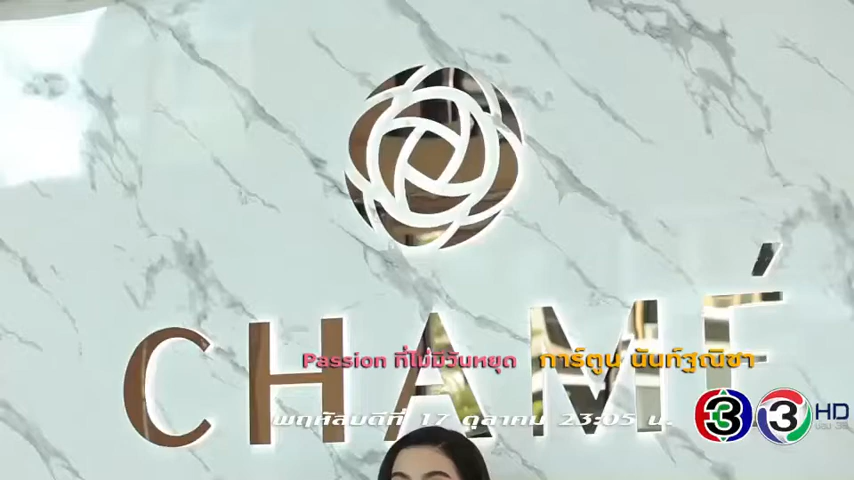 CHAMÉ
Passion ที่ไม่มีวันหยุด การ์ตูน นันท์ฐณิชา
พฤหัสบดีที่ 17 ตุลาคม 23:05 น.
3 3 HD